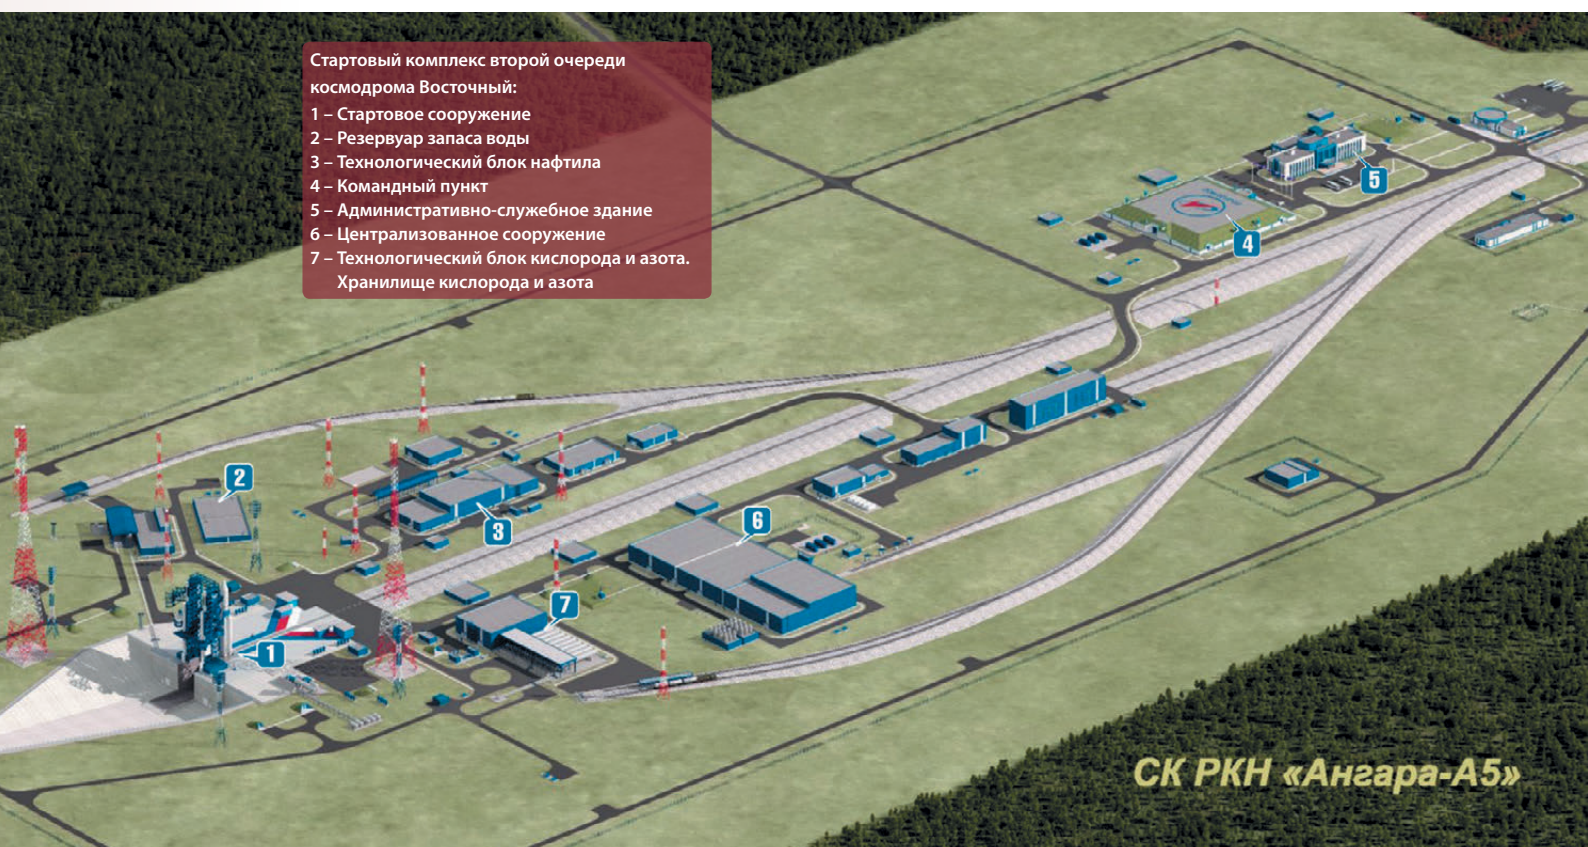 Стартовый комплекс второй очереди
космодрома Восточный:
1 – Стартовое сооружение
2 – Резервуар запаса воды
3 – Технологический блок нафтила
4 – Командный пункт
5 – Административно-служебное здание
6 – Централизованное сооружение
7 – Технологический блок кислорода и азота.
Хранилище кислорода и азота
5
4
2
3
6
7
1
СК РКН «Ангара-А5»